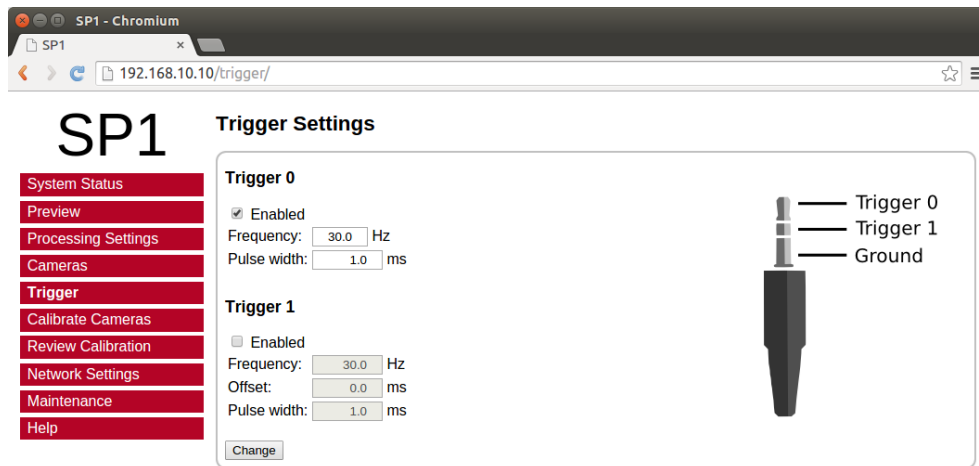 SP1 - Chromium
SP1 ×
192.168.10.10/trigger/
SP1
System Status
Preview
Processing Settings
Cameras
Trigger
Calibrate Cameras
Review Calibration
Network Settings
Maintenance
Help
Trigger Settings
Trigger 0
Enabled
Frequency: 30.0 Hz
Pulse width: 1.0 ms
Trigger 1
Enabled
Frequency: 30.0 Hz
Offset: 0.0 ms
Pulse width: 1.0 ms
Change
Trigger 0
Trigger 1
Ground